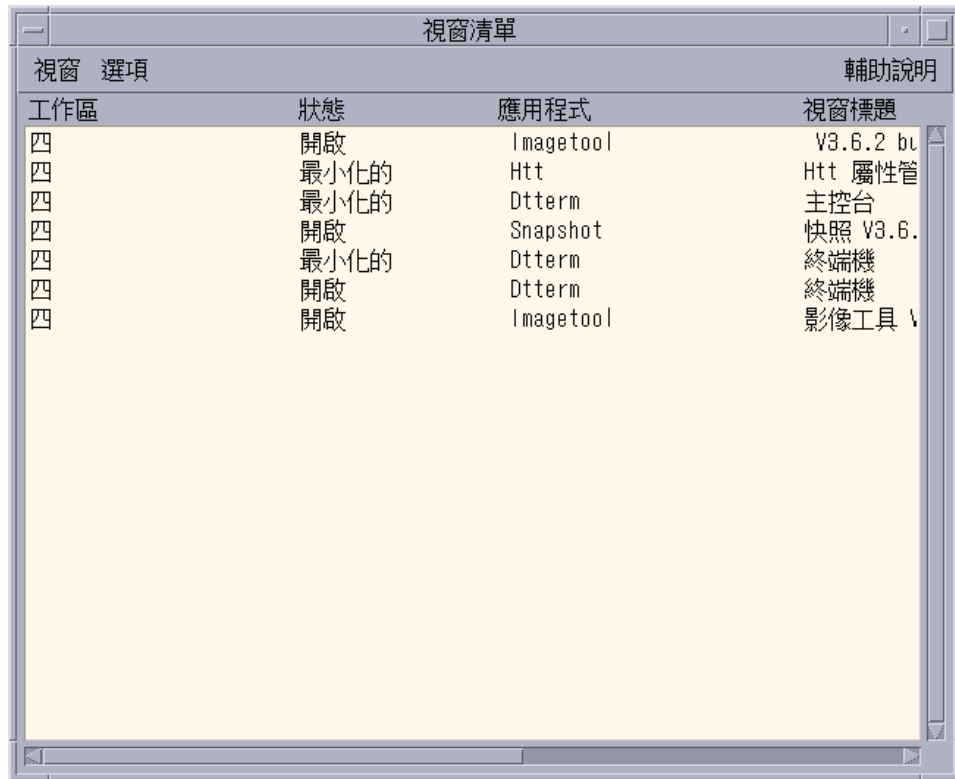 視窗清單
視窗 選項 輔助說明
工作區 狀態 應用程式 視窗標題
四 開啟 Imagetool V3.6.2
四 最小化的 Htt Htt 屬性管
四 最小化的 Dtterm 主控台
四 開啟 Snapshot 快照 V3.6.
四 最小化的 Dtterm 終端機
四 開啟 Dtterm 終端機
四 開啟 Imagetool 影像工具